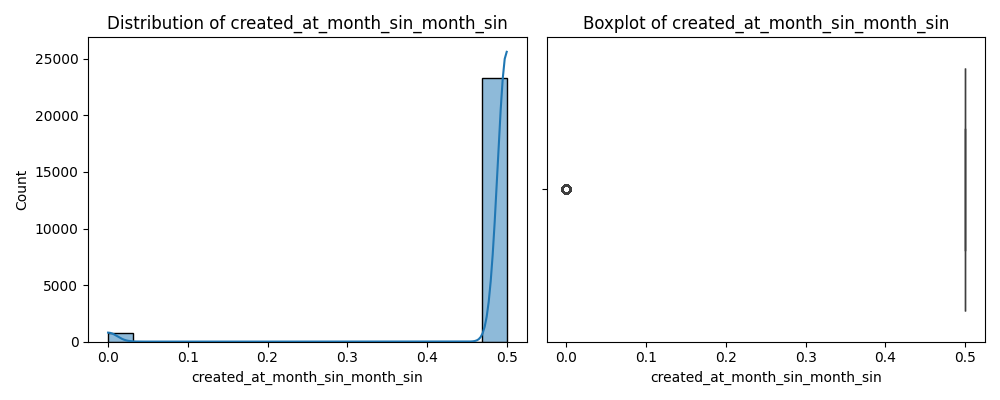 Distribution of created_at_month_sin_month_sin
25000
20000
15000
10000
5000
0
Count
0.0 0.1 0.2 0.3 0.4 0.5
created_at_month_sin_month_sin
Boxplot of created_at_month_sin_month_sin
0.0 0.1 0.2 0.3 0.4 0.5
created_at_month_sin_month_sin